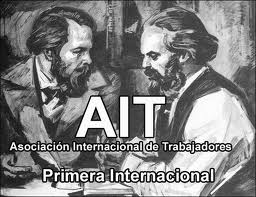 AIT
Asociación Internacional de Trabajadores
Primera Internacional